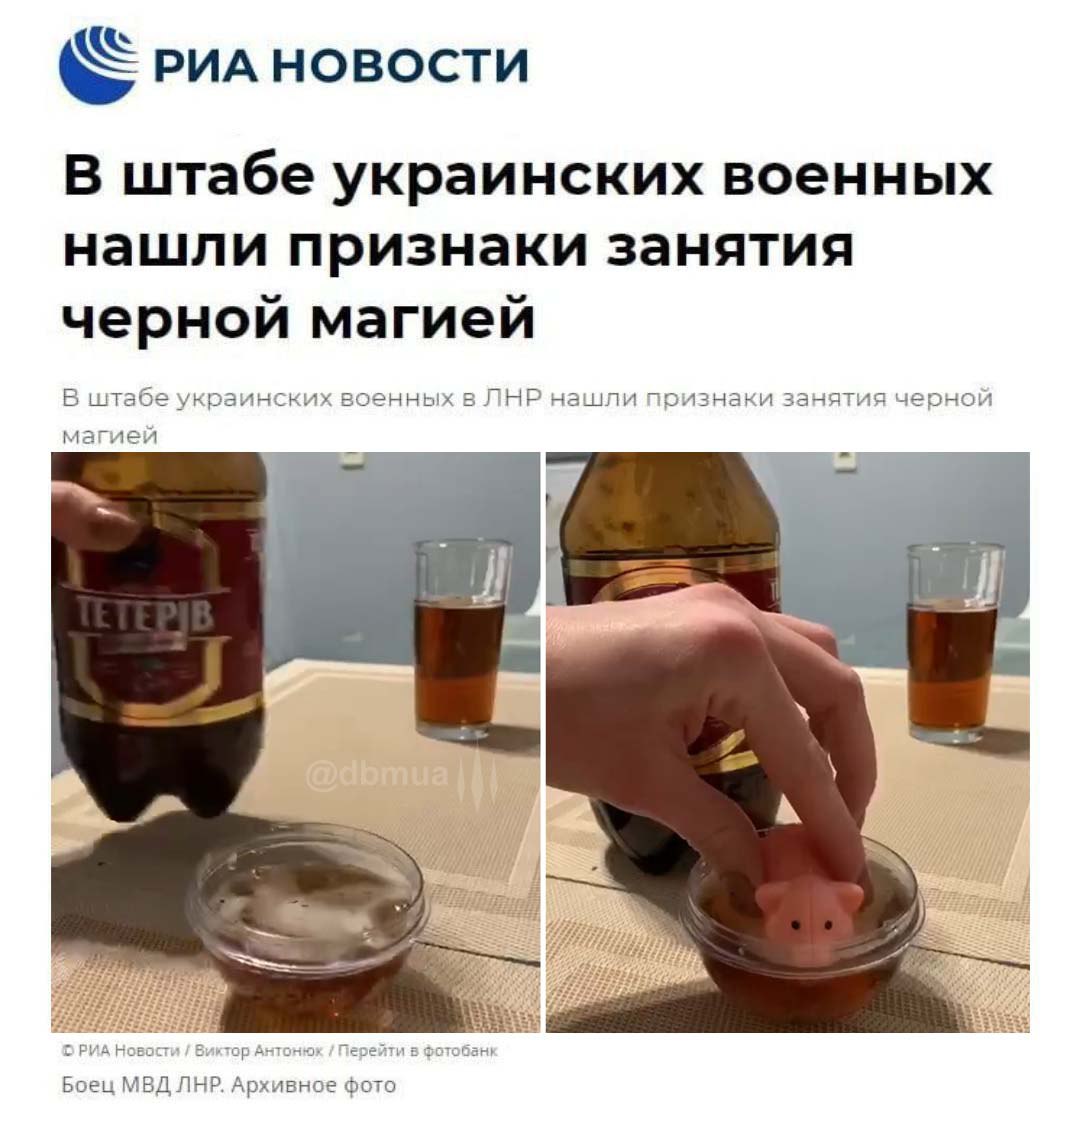 РИА НОВОСТИ
В штабе украинских военных
нашли признаки занятия
черной магией
В штабе украинских военных в ЛНР нашли признаки занятия черной
магией
ТЕТЕРІВ
@dbmua
© РИА Новости / Виктор Антонюк / Перейти в фотобанк
Боец МВД ЛНР. Архивное фото